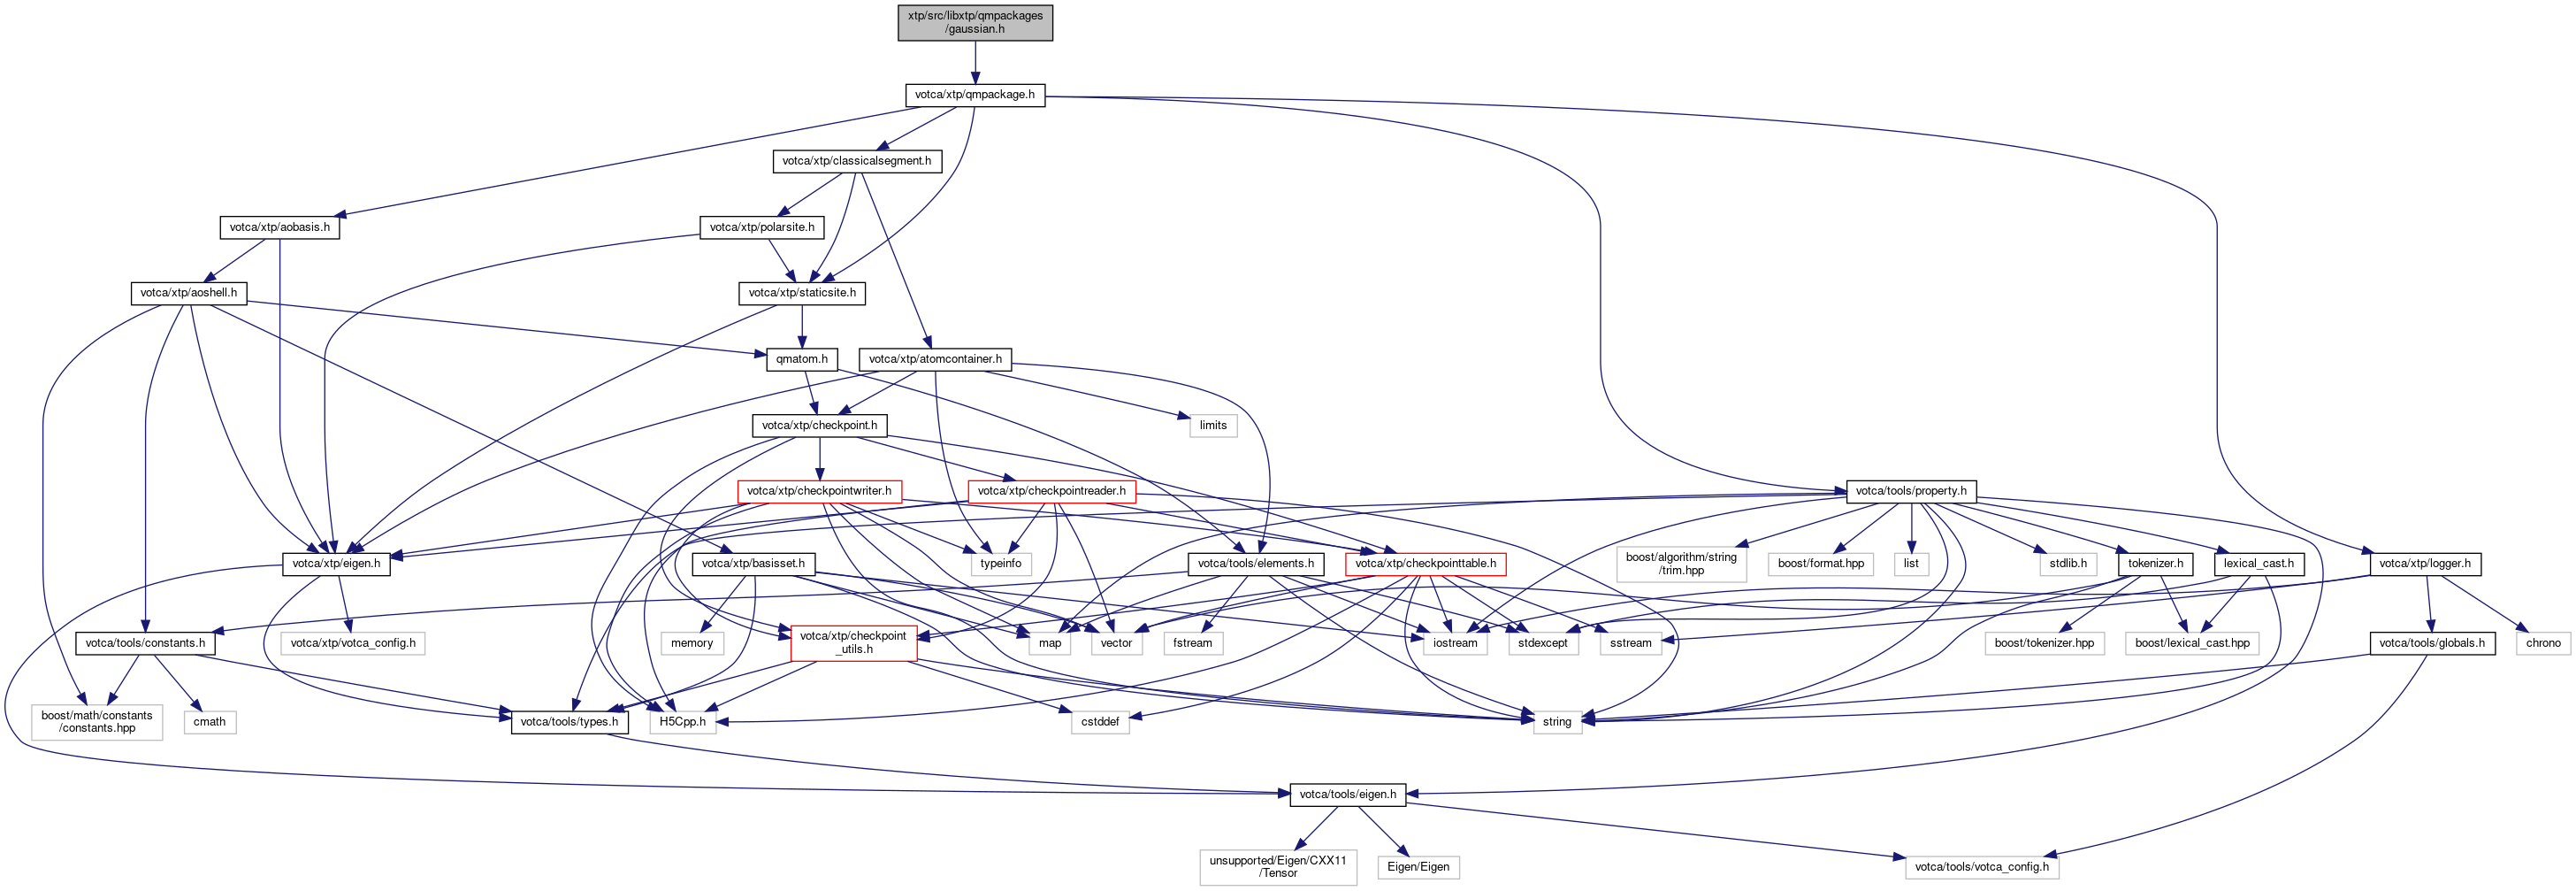 xtp/src/libxtp/qmpackages
/gaussian.h
votca/xtp/qmpackage.h
votca/xtp/classicalsegment.h
votca/xtp/aobasis.h
votca/xtp/polarsite.h
votca/xtp/aoshell.h
votca/xtp/staticsite.h
qmatom.h
votca/xtp/atomcontainer.h
votca/xtp/checkpoint.h
limits
votca/xtp/checkpointwriter.h
votca/xtp/checkpointreader.h
votca/tools/property.h
votca/xtp/eigen.h
votca/xtp/basisset.h
typeinfo
votca/tools/elements.h
votca/xtp/checkpointtable.h
boost/algorithm/string
/trim.hpp
boost/format.hpp
list
stdlib.h
tokenizer.h
lexical_cast.h
votca/xtp/logger.h
votca/tools/constants.h
votca/xtp/votca_config.h
memory
votca/xtp/checkpoint
_utils.h
map
vector
fstream
iostream
stdexcept
sstream
boost/tokenizer.hpp
boost/lexical_cast.hpp
votca/tools/globals.h
chrono
boost/math/constants
/constants.hpp
cmath
votca/tools/types.h
H5Cpp.h
cstddef
string
votca/tools/eigen.h
unsupported/Eigen/CXX11
/Tensor
Eigen/Eigen
votca/tools/votca_config.h